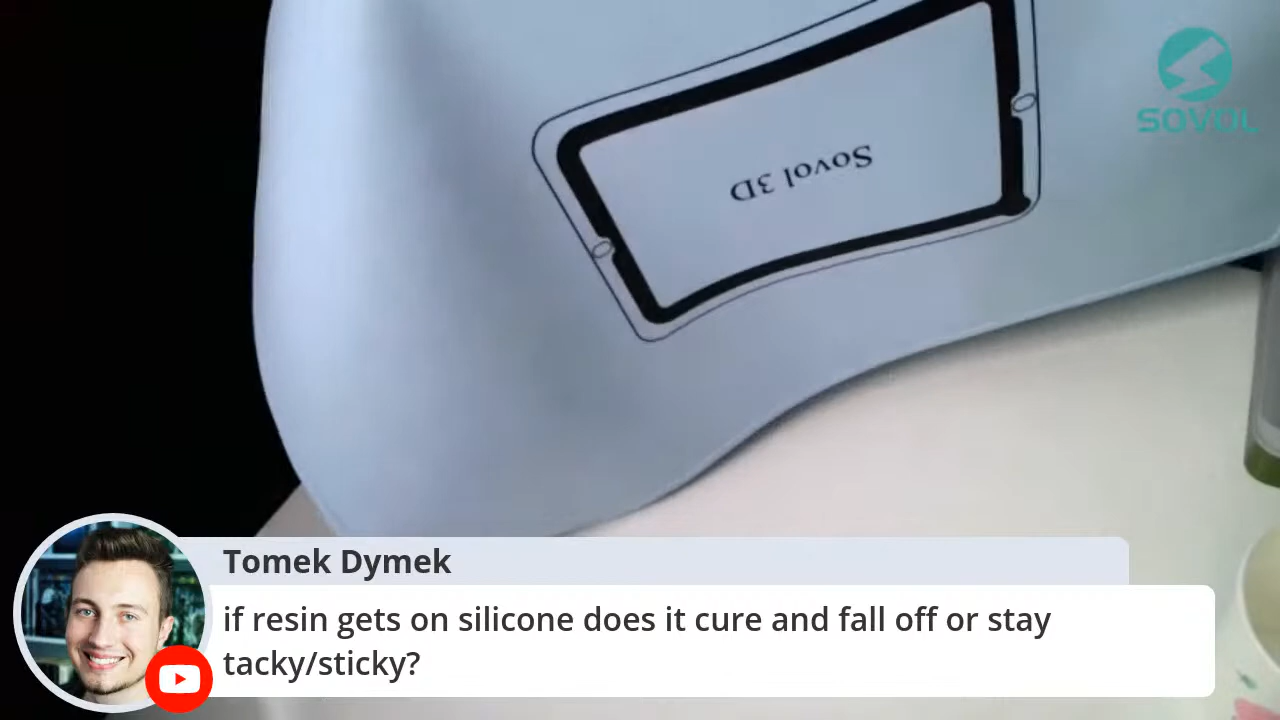 SOVOL
Sovol 3D
Tomek Dymek
if resin gets on silicone does it cure and fall off or stay
tacky/sticky?